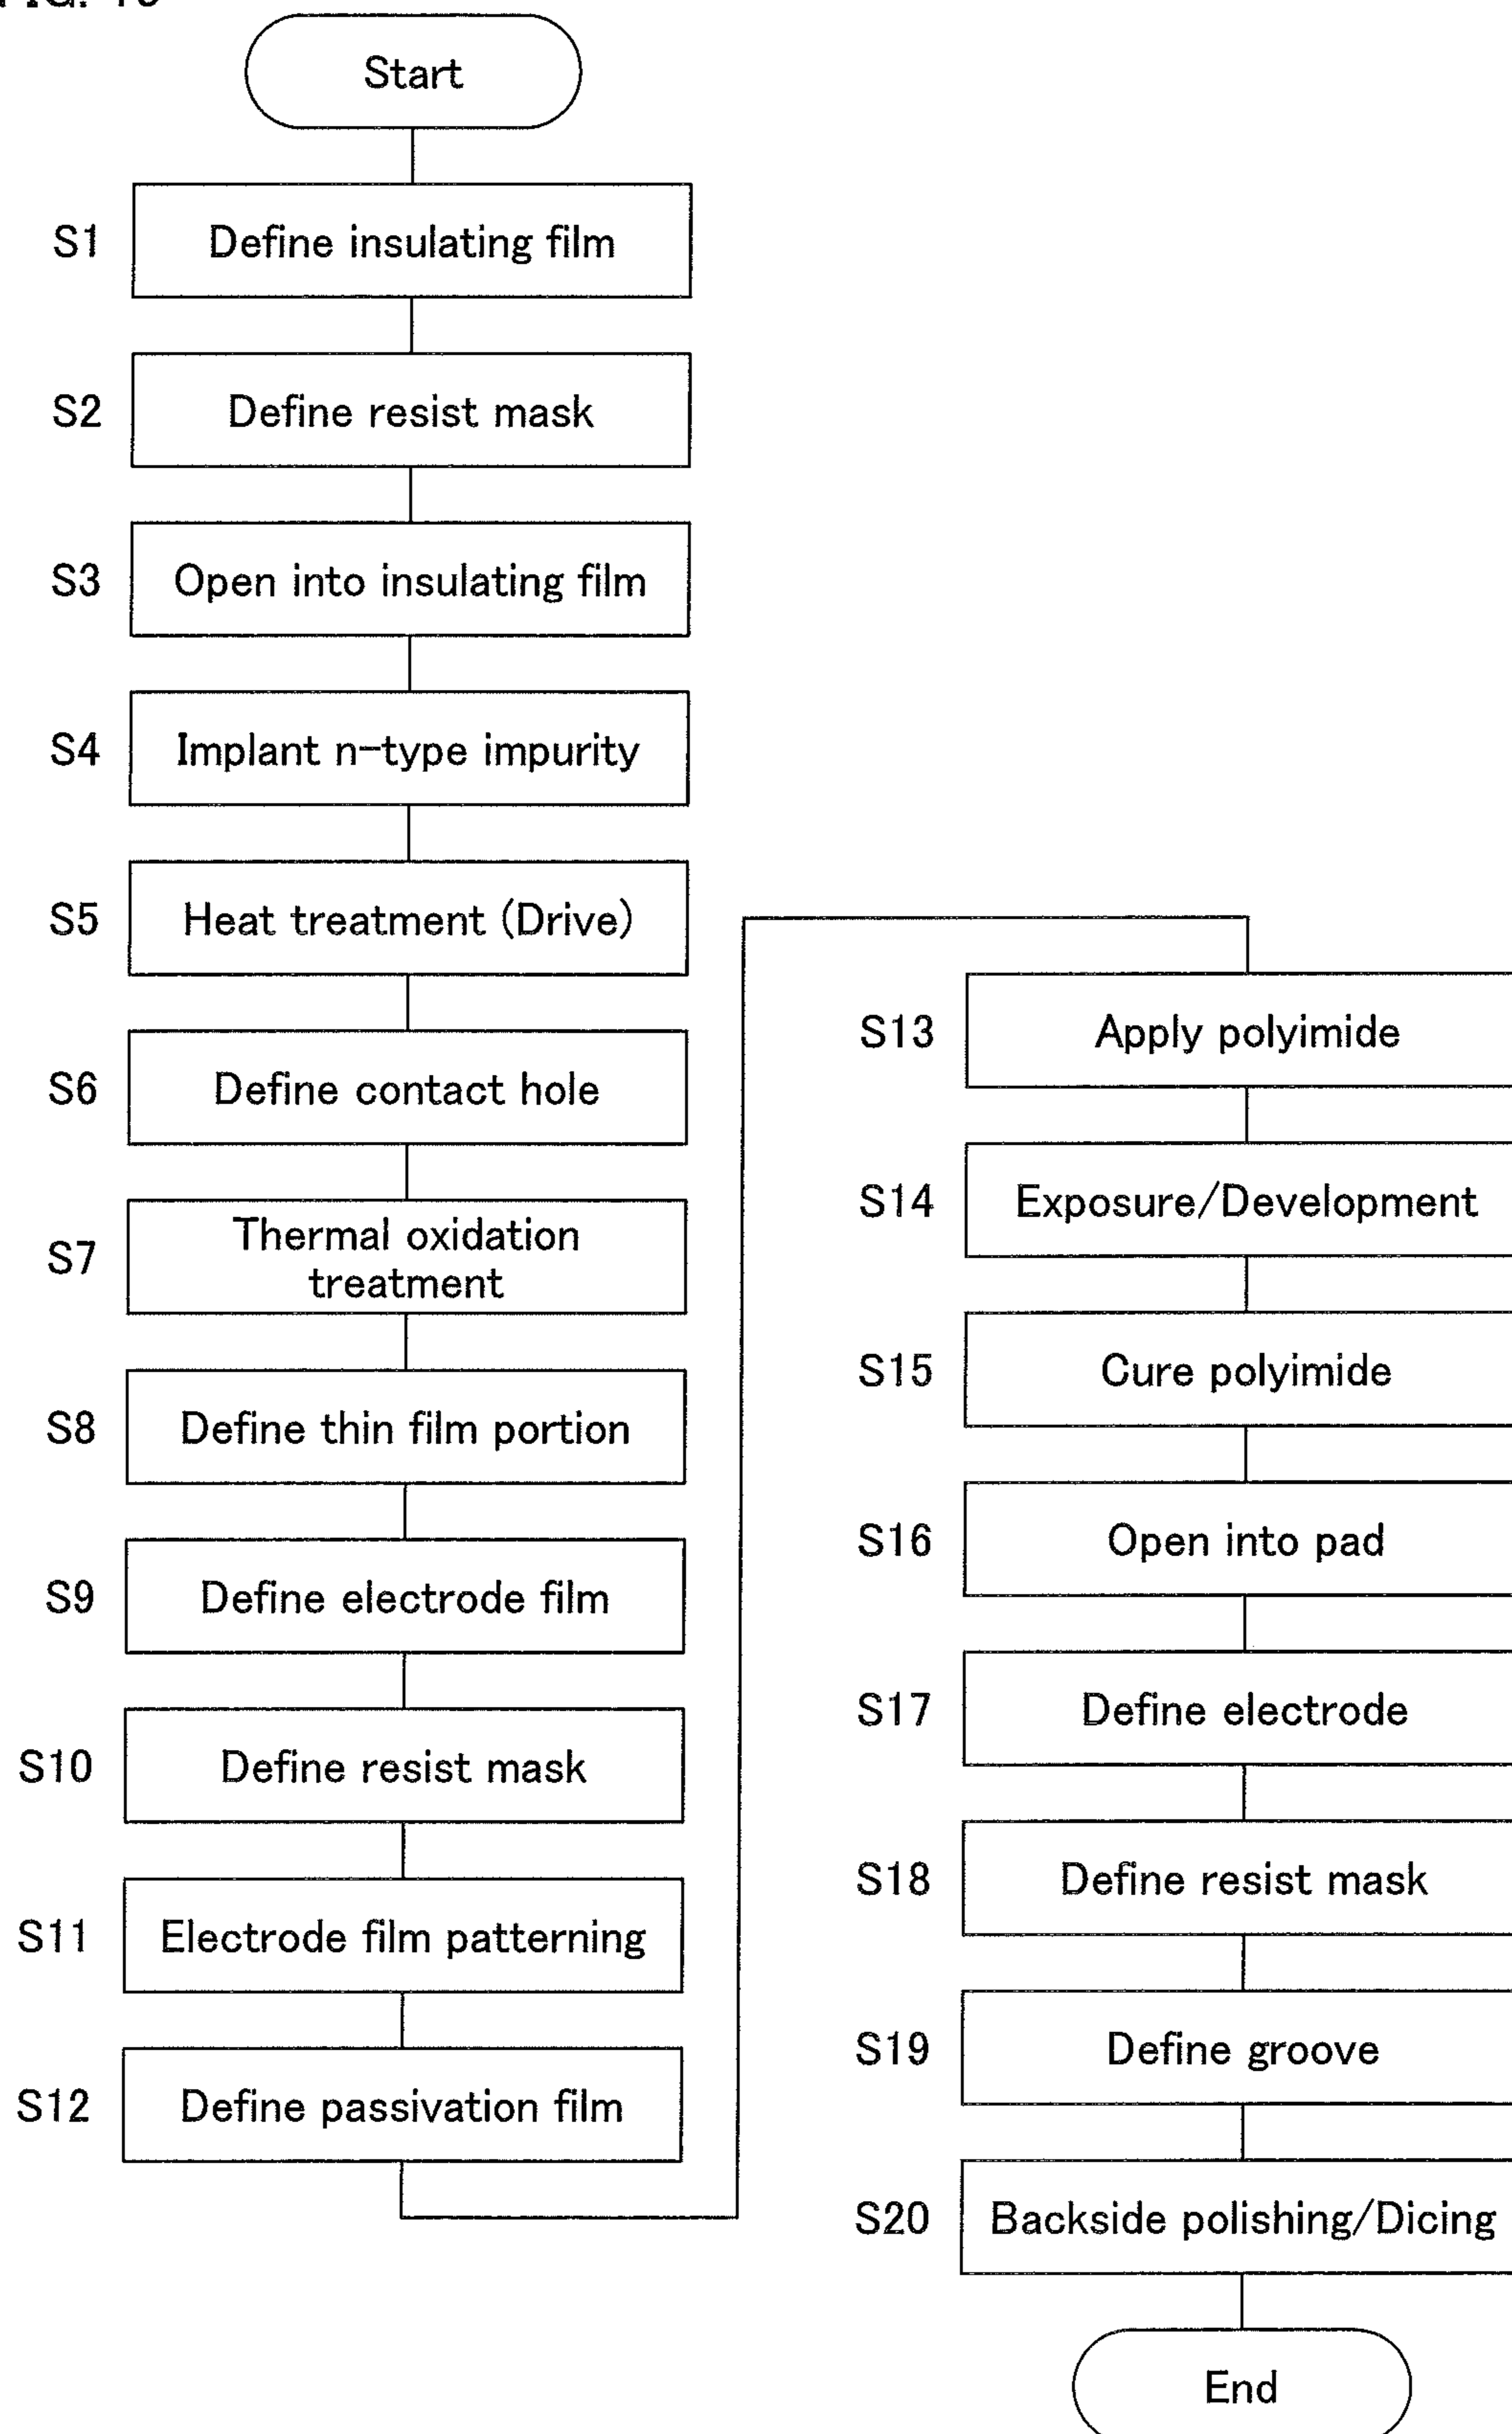 Start
S1 Define insulating film
S2 Define resist mask
S3 Open into insulating film
S4 Implant n-type impurity
S5 Heat treatment (Drive)
S6 Define contact hole
S7 Thermal oxidation
treatment
S8 Define thin film portion
S9 Define electrode film
S10 Define resist mask
S11 Electrode film patterning
S12 Define passivation film
S13 Apply polyimide
S14 Exposure/Development
S15 Cure polyimide
S16 Open into pad
S17 Define electrode
S18 Define resist mask
S19 Define groove
S20 Backside polishing/Dicing
End